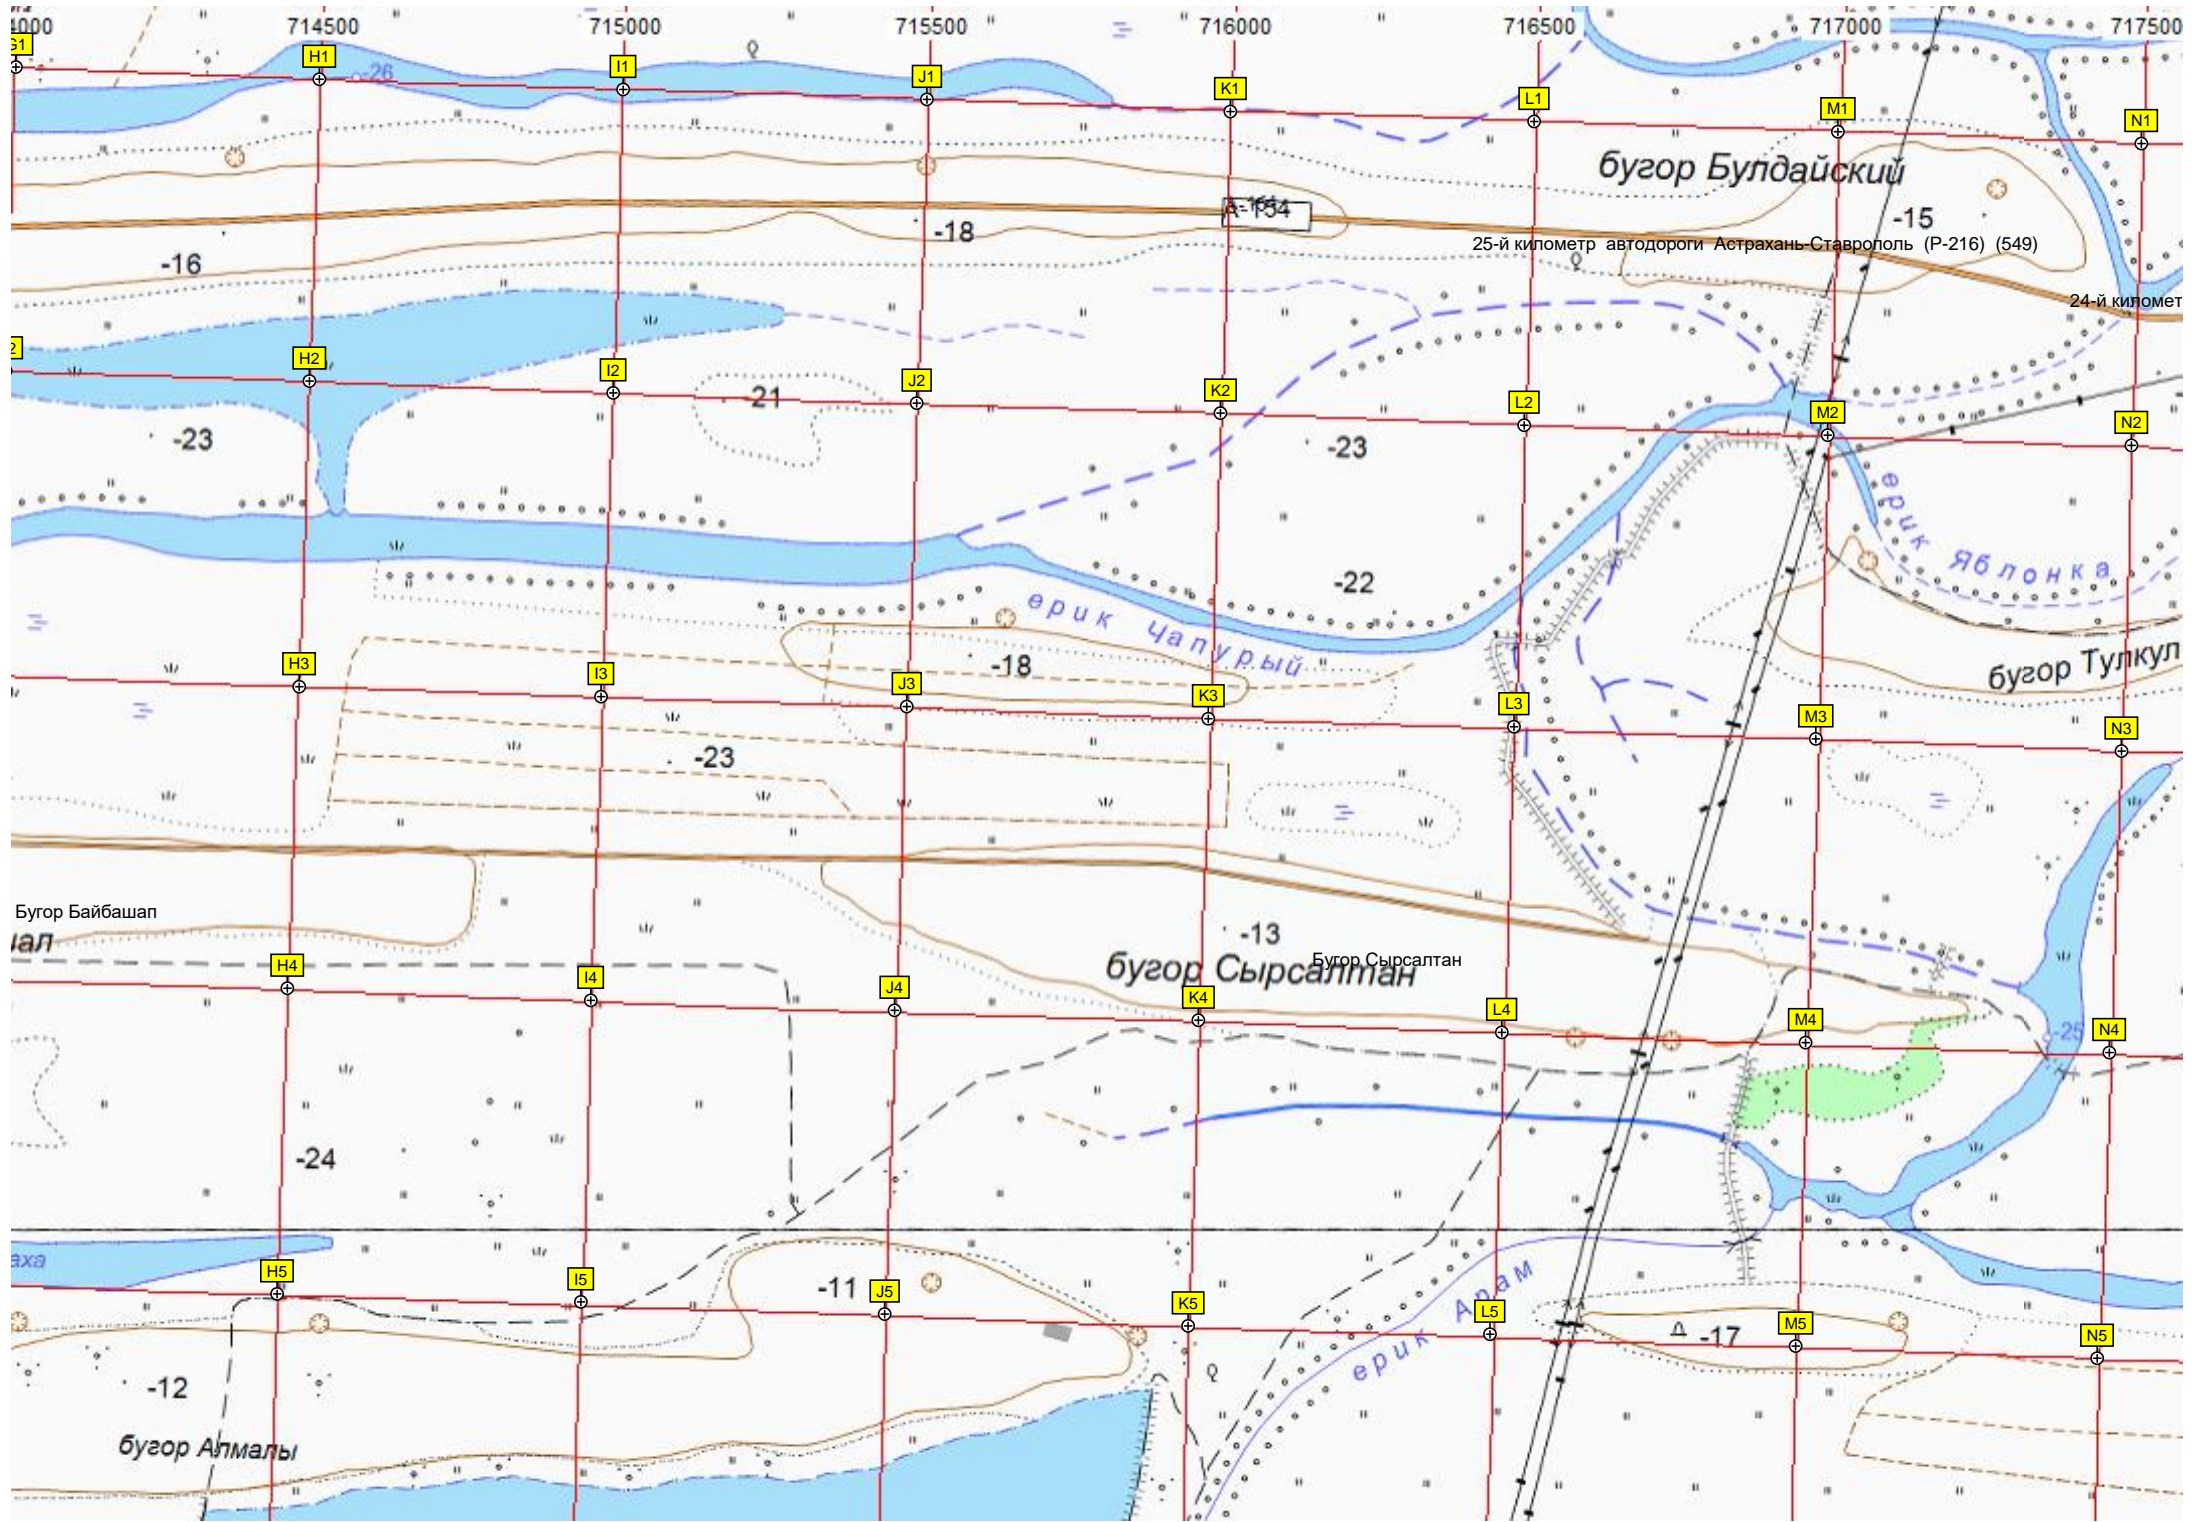 4000 714500 715000 715500 716000 716500 717000 717500
G1 H1 I1 J1 K1 L1 M1 N1
-26
бугор Булдайский
-15
А-154
-18
-16
25-й километр автодороги Астрахань-Ставрополь (Р-216) (549)
24-й километ
2 H2 I2 J2 K2 L2 M2 N2
-21
-23
-23
ерик Яблонка
-22
ерик Чапурый
-18
бугор Тулкул
H3 I3 J3 K3 L3 M3 N3
-23
Бугор Байбашап
-13
бугор Сырсалтан
Бугор Сырсалтан
H4 I4 J4 K4 L4 M4 N4
-25
-24
аха
ерик Арам
-11
H5 I5 J5 K5 L5 M5 N5
-17
-12
бугор Алмалы